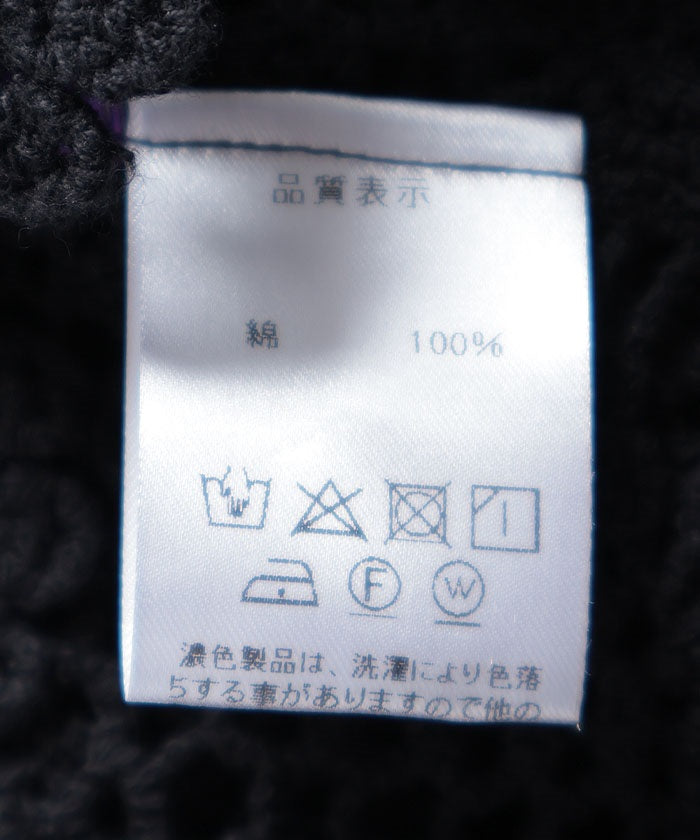 品質表示
綿 100%
F W
濃色製品は、洗濯により色落
ちする事がありますので他の